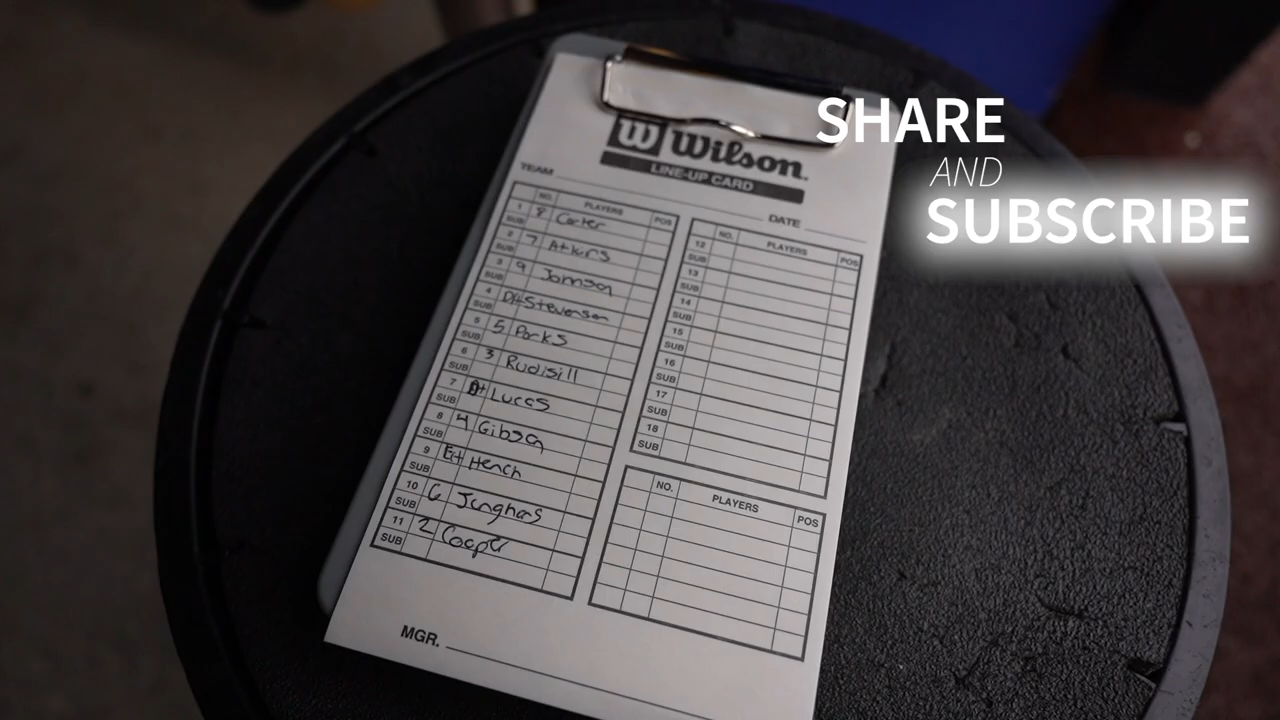 SHARE
AND
SUBSCRIBE
W Wilson.
LINE-UP CARD
TEAM
DATE
NO. PLAYERS POS
1 8 Carter
SUB
2 7 Atkins
SUB
3 9
SUB
4 DH Stevenson
SUB
5 5 Parks
SUB
6 3 Rudisill
SUB
7 Lucas
SUB
8 4 Gibson
SUB
9 EH Hench
SUB
10 6 Junghans
SUB
11 2 Cooper
SUB
NO. PLAYERS POS
12
SUB
13
SUB
14
SUB
15
SUB
16
SUB
17
SUB
18
SUB
NO. PLAYERS POS
MGR.